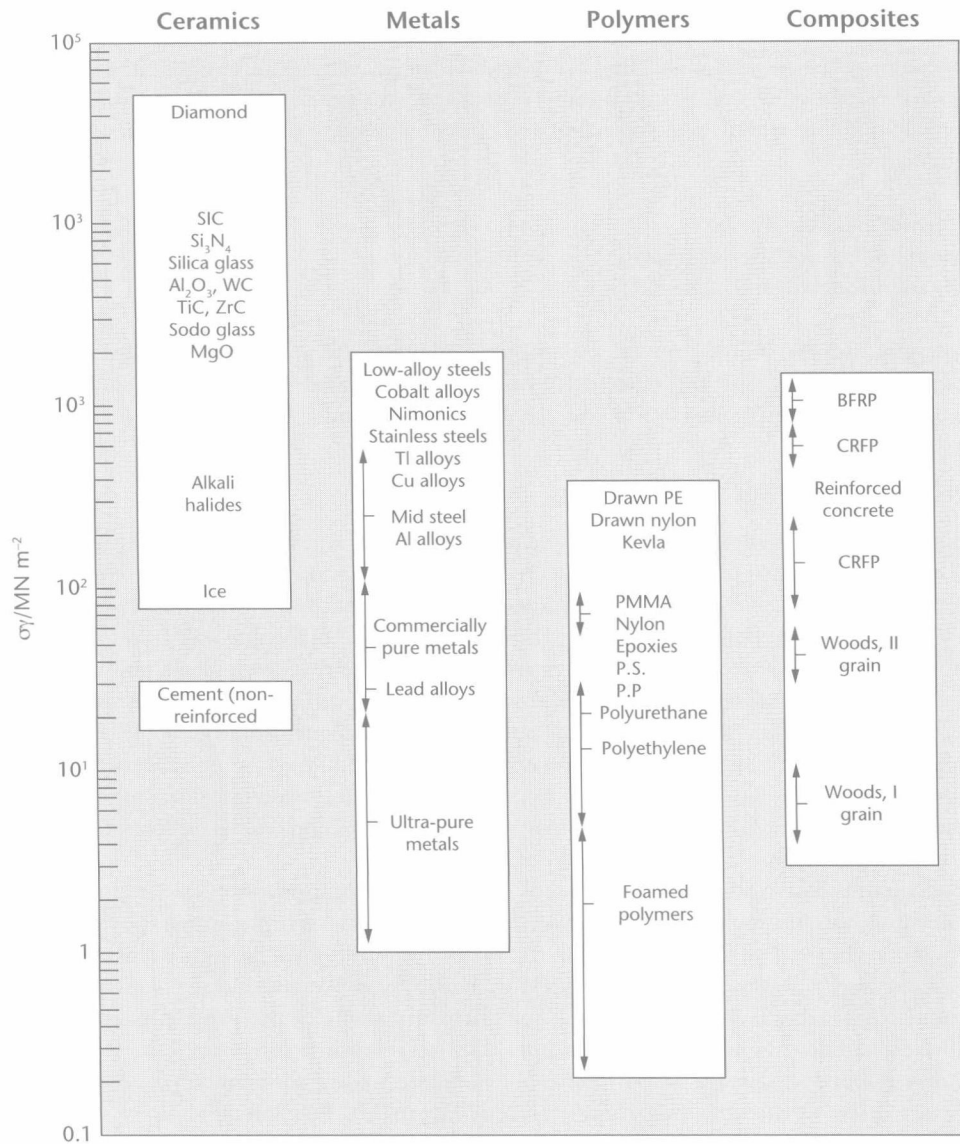 Ceramics
Metals
Polymers
Composites
σγ/MN m⁻²
10⁵
10³
10³
10²
10¹
1
0.1
Diamond
SIC
Si₃N₄
Silica glass
Al₂O₃, WC
TiC, ZrC
Sodo glass
MgO
Alkali
halides
Ice
Cement (non-
reinforced
Low-alloy steels
Cobalt alloys
Nimonics
Stainless steels
Tl alloys
Cu alloys
Mid steel
Al alloys
Commercially
pure metals
Lead alloys
Ultra-pure
metals
Drawn PE
Drawn nylon
Kevla
PMMA
Nylon
Epoxies
P.S.
P.P
Polyurethane
Polyethylene
Foamed
polymers
BFRP
CRFP
Reinforced
concrete
CRFP
Woods, II
grain
Woods, I
grain